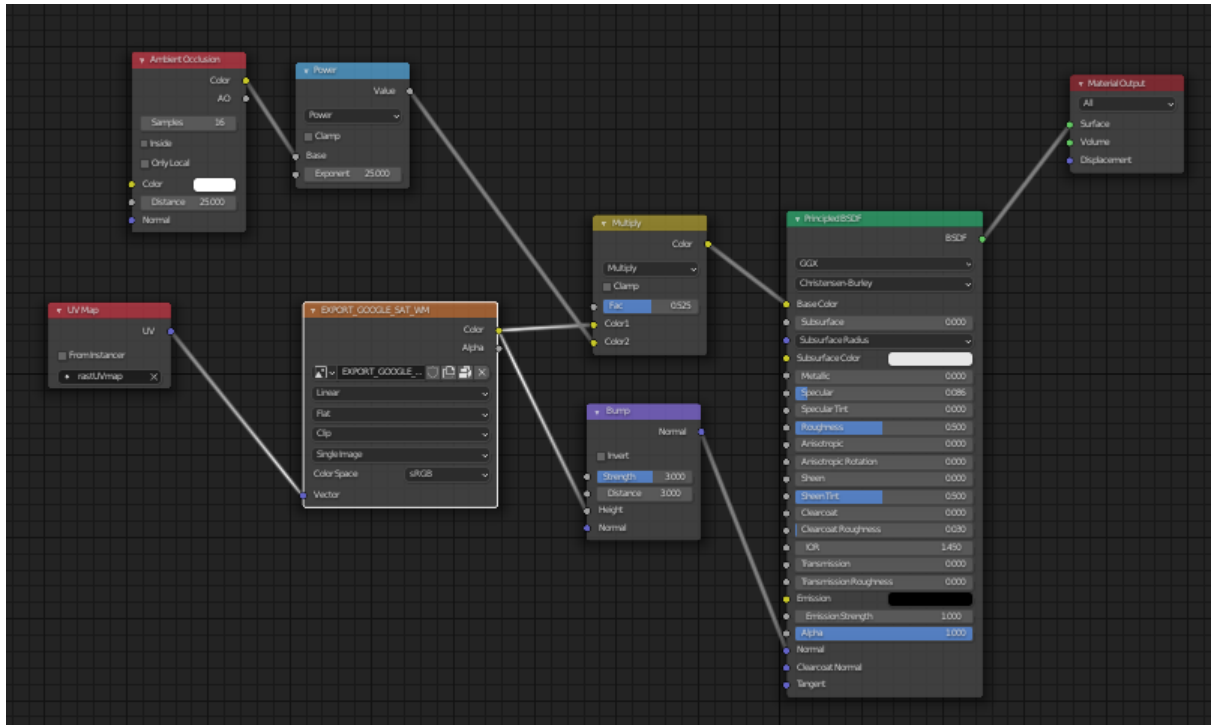 Ambient Occlusion
Color
AO
Samples 16
Inside
Only Local
Color
Distance 25.000
Normal
Power
Value
Power
Clamp
Base
Exponent 25.000
UV Map
UV
From Instancer
rastUVmap
EXPORT_GOOGLE_SAT_WM
Color
Alpha
EXPORT_GOOGLE_...
Linear
Flat
Clip
Single Image
Color Space sRGB
Vector
Multiply
Color
Multiply
Clamp
Fac 0.525
Color1
Color2
Bump
Normal
Invert
Strength 3.000
Distance 3.000
Height
Normal
Principled BSDF
BSDF
GGX
Christensen-Burley
Base Color
Subsurface 0.000
Subsurface Radius
Subsurface Color
Metallic 0.000
Specular 0.086
Specular Tint 0.000
Roughness 0.500
Anisotropic 0.000
Anisotropic Rotation 0.000
Sheen 0.000
Sheen Tint 0.500
Clearcoat 0.000
Clearcoat Roughness 0.030
IOR 1.450
Transmission 0.000
Transmission Roughness 0.000
Emission
Emission Strength 1.000
Alpha 1.000
Normal
Clearcoat Normal
Tangent
Material Output
All
Surface
Volume
Displacement